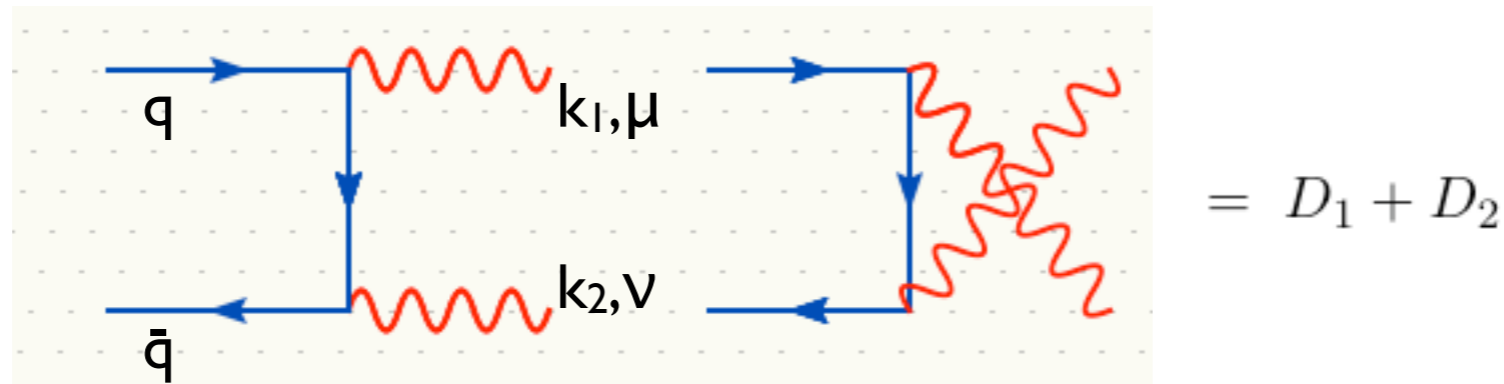 q
k₁,μ
q̄
k₂,ν
= D₁ + D₂